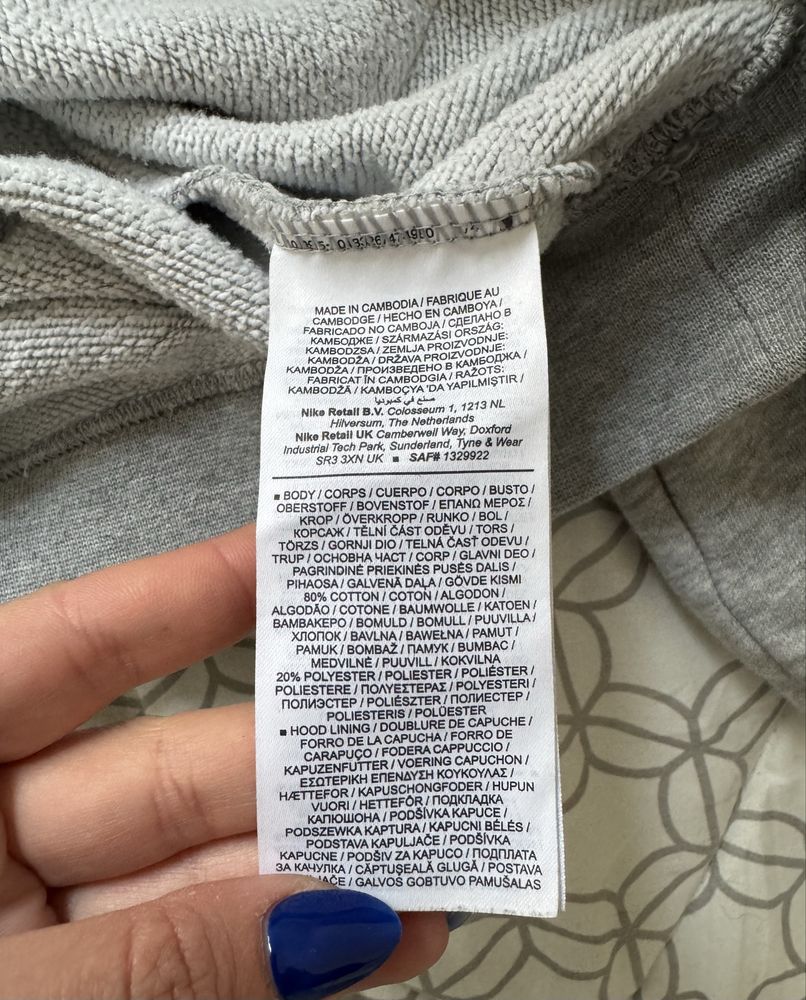 MADE IN CAMBODIA / FABRIQUE AU
CAMBODGE / HECHO EN CAMBOYA /
FABRICADO NO CAMBOJA / СДЕЛАНО В
КАМБОДЖЕ / SZÁRMAZÁSI ORSZÁG:
KAMBODZSA / ZEMLJA PROIZVODNJE:
KAMBODŽA / DRŽAVA PROIZVODNJE:
KAMBODŽA / ПРОИЗВЕДЕНО В КАМБОДЖА /
FABRICAT ÎN CAMBODGIA / RAŽOTS:
KAMBODŽĀ / KAMBOÇYA 'DA YAPILMIŞTIR /
صنع في كمبوديا
Nike Retail B.V. Colosseum 1, 1213 NL
Hilversum, The Netherlands
Nike Retail UK Camberwell Way, Doxford
Industrial Tech Park, Sunderland, Tyne & Wear
SR3 3XN UK ■ SAF# 1329922
■ BODY / CORPS / CUERPO / CORPO / BUSTO /
OBERSTOFF / BOVENSTOF / ΕΠΑΝΩ ΜΕΡΟΣ /
KROP / ÖVERKROPP / RUNKO / BOL /
КОРСАЖ / TĚLNÍ ČÁST ODĚVU / TORS /
TÖRZS / GORNJI DIO / TELNÁ ČASŤ ODEVU /
TRUP / ОСНОВНА ЧАСТ / CORP / GLAVNI DEO /
PAGRINDINĖ PRIEKINĖS PUSĖS DALIS /
PIHAOSA / GALVENĀ DAĻA / GÖVDE KISMI
80% COTTON / COTON / ALGODON /
ALGODÃO / COTONE / BAUMWOLLE / KATOEN /
ΒΑΜΒΑΚΕΡΟ / BOMULD / BOMULL / PUUVILLA /
ХЛОПОК / BAVLNA / BAWEŁNA / PAMUT /
PAMUK / BOMBAŽ / ПАМУК / BUMBAC /
MEDVILNĖ / PUUVILL / KOKVILNA
20% POLYESTER / POLIESTER / POLIÉSTER /
POLIESTERE / ΠΟΛΥΕΣΤΕΡΑΣ / POLYESTERI /
ПОЛИЭСТЕР / POLIÉSZTER / ПОЛИЕСТЕР /
POLIESTERIS / POLÜESTER
■ HOOD LINING / DOUBLURE DE CAPUCHE /
FORRO DE LA CAPUCHA / FORRO DE
CARAPUÇO / FODERA CAPPUCCIO /
KAPUZENFUTTER / VOERING CAPUCHON /
ΕΣΩΤΕΡΙΚΗ ΕΠΕΝΔΥΣΗ ΚΟΥΚΟΥΛΑΣ /
HÆTTEFOR / KAPUSCHONGFODER / HUPUN
VUORI / HETTEFÔR / ПОДКЛАДКА
КАПЮШОНА / PODŠÍVKA KAPUCE /
PODSZEWKA KAPTURA / KAPUCNI BÉLÉS /
PODSTAVA KAPULJAČE / PODŠÍVKA
KAPUCNE / PODŠIV ZA KAPUCO / ПОДПЛАТА
ЗА КАЧУЛКА / CĂPTUȘEALĂ GLUGĂ / POSTAVA
/ GALVOS GOBTUVO PAMUŠALAS